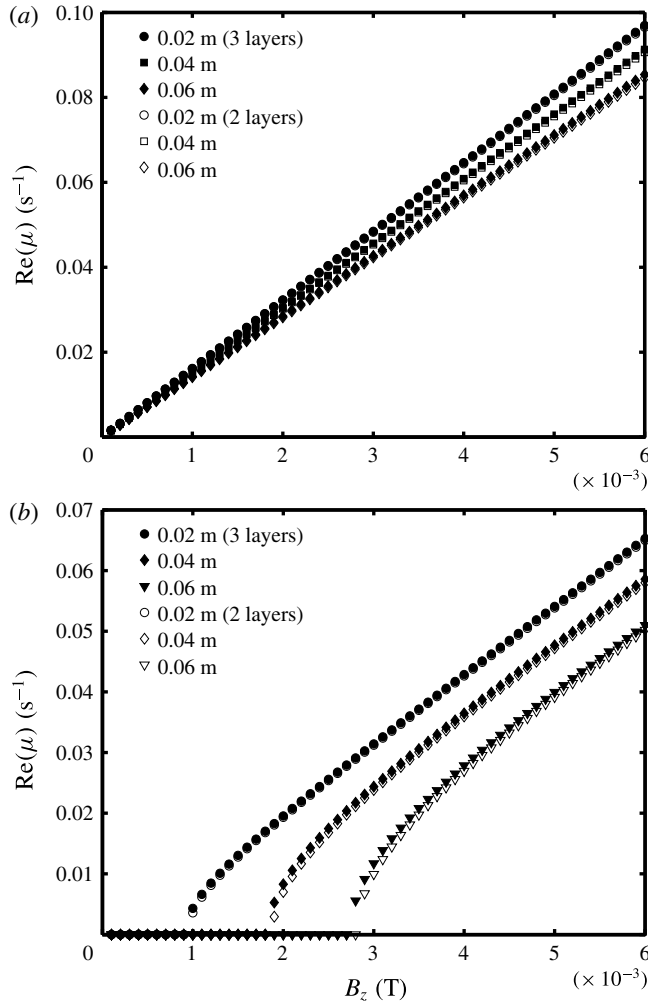 (a)
0.10
0.08
0.06
0.04
0.02
0
Re(μ) (s⁻¹)
0.02 m (3 layers)
0.04 m
0.06 m
0.02 m (2 layers)
0.04 m
0.06 m
1 2 3 4 5 6
(× 10⁻³)
(b)
0.07
0.06
0.05
0.04
0.03
0.02
0.01
0
Re(μ) (s⁻¹)
0.02 m (3 layers)
0.04 m
0.06 m
0.02 m (2 layers)
0.04 m
0.06 m
1 2 3 4 5 6
B_z (T)
(× 10⁻³)